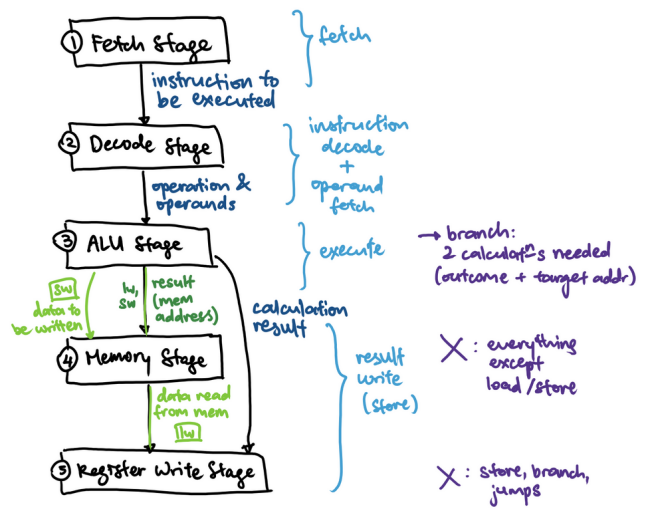 ① Fetch Stage
fetch
instruction to
be executed
② Decode Stage
instruction
decode
+
operand
fetch
operation &
operands
③ ALU Stage
execute
→ branch:
2 calculatⁿs needed
(outcome + target addr)
sw
data to
be written
lw,
sw
result
(mem
address)
calculation
result
④ Memory Stage
result
write
(store)
X : everything
except
load/store
data read
from mem
lw
⑤ Register Write Stage
X : store, branch,
jumps